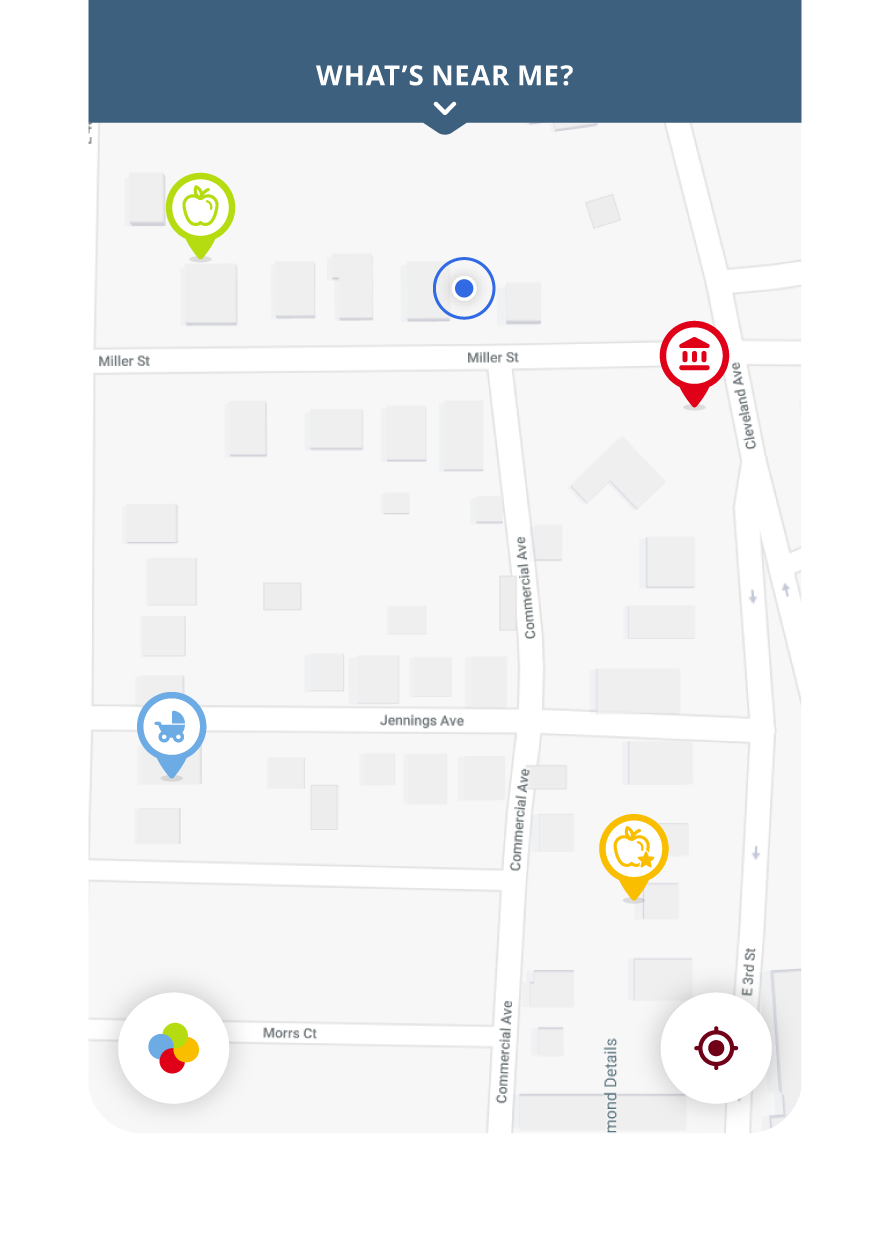 WHAT’S NEAR ME?
Miller St
Miller St
Cleveland Ave
Commercial Ave
Jennings Ave
Commercial Ave
E 3rd St
Morrs Ct
Commercial Ave
mond Details